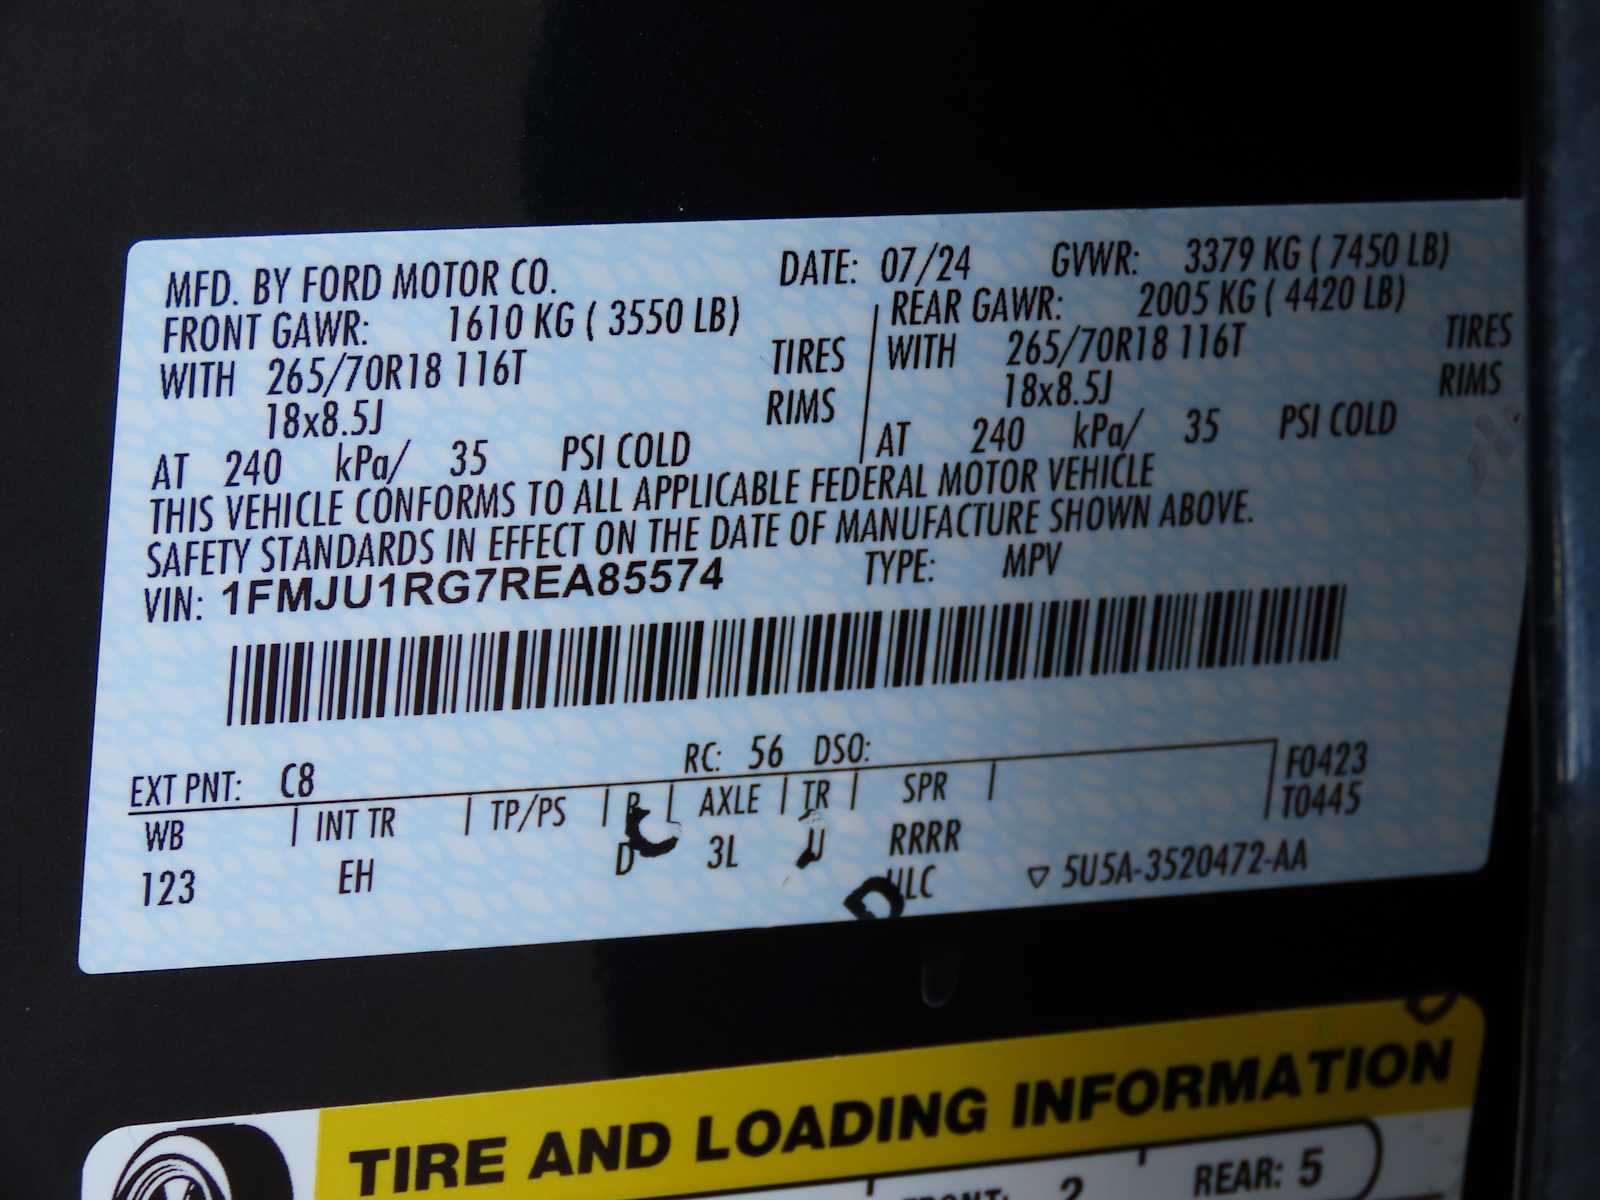 MFD. BY FORD MOTOR CO. DATE: 07/24 GVWR: 3379 KG ( 7450 LB)
FRONT GAWR: 1610 KG ( 3550 LB) REAR GAWR: 2005 KG ( 4420 LB)
WITH 265/70R18 116T TIRES WITH 265/70R18 116T TIRES
18x8.5J RIMS 18x8.5J RIMS
AT 240 kPa/ 35 PSI COLD AT 240 kPa/ 35 PSI COLD
THIS VEHICLE CONFORMS TO ALL APPLICABLE FEDERAL MOTOR VEHICLE
SAFETY STANDARDS IN EFFECT ON THE DATE OF MANUFACTURE SHOWN ABOVE.
VIN: 1FMJU1RG7REA85574 TYPE: MPV
EXT PNT: C8 RC: 56 DSO: F0423
WB INT TR TP/PS R AXLE TR SPR T0445
123 EH D 3L U RRRR
ULC 5U5A-3520472-AA
TIRE AND LOADING INFORMATION
2 REAR: 5